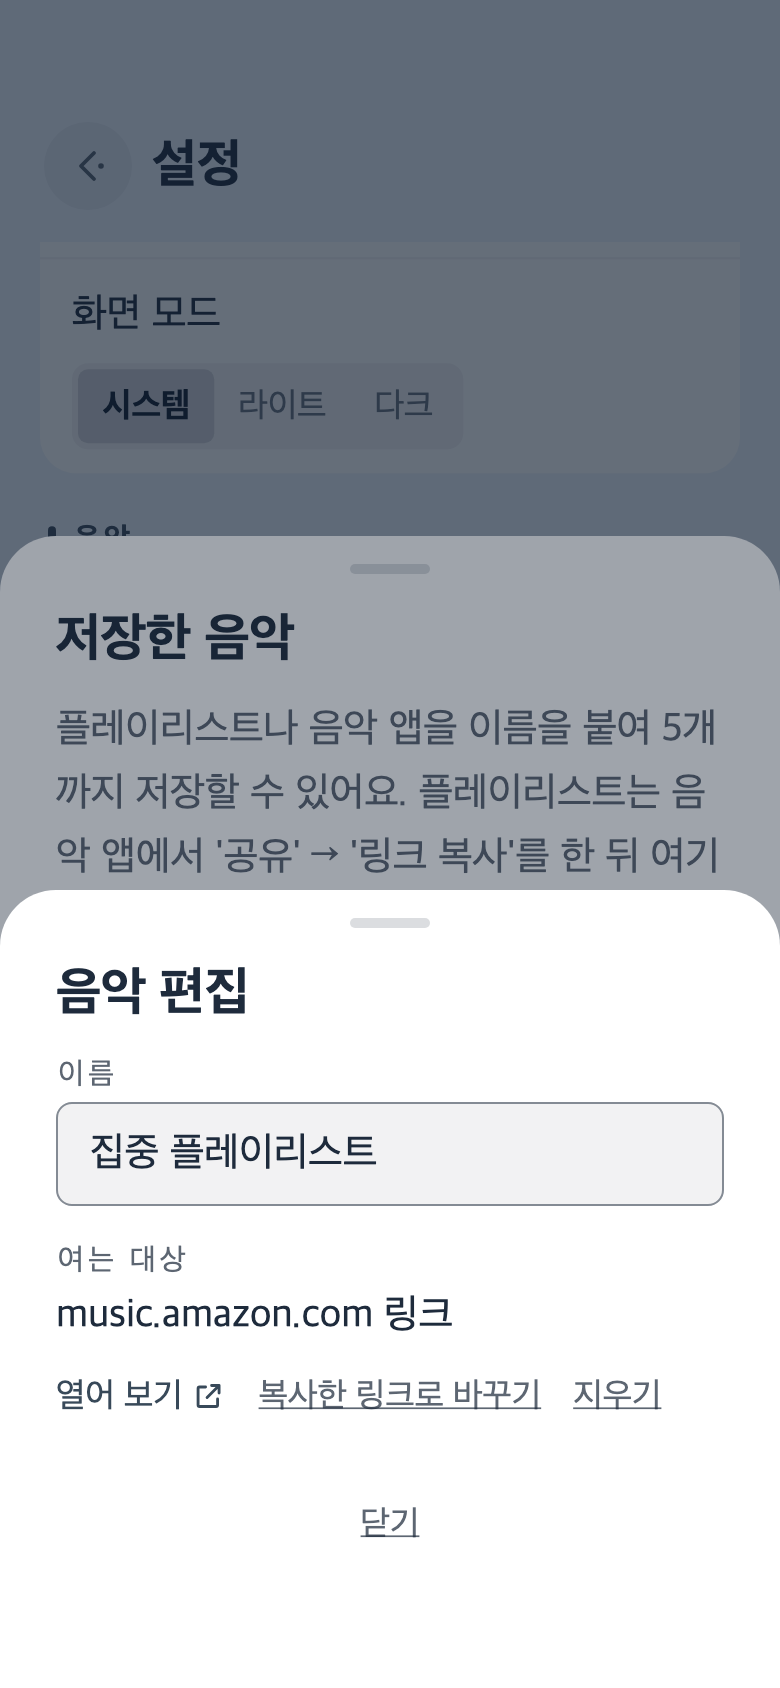 설정
화면 모드
시스템 라이트 다크
음악
저장한 음악
플레이리스트나 음악 앱을 이름을 붙여 5개
까지 저장할 수 있어요. 플레이리스트는 음
악 앱에서 '공유' → '링크 복사'를 한 뒤 여기
음악 편집
이름
집중 플레이리스트
여는 대상
music.amazon.com 링크
열어 보기 복사한 링크로 바꾸기 지우기
닫기